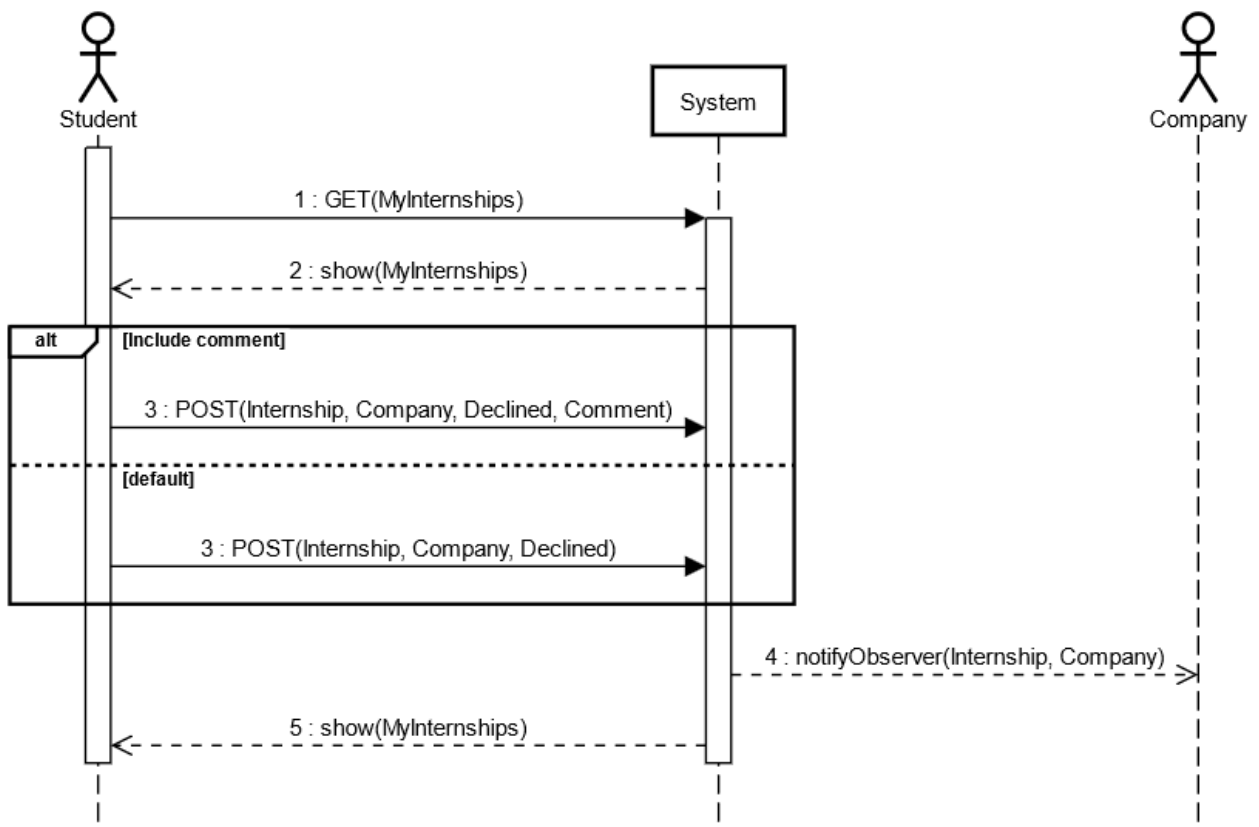 Student
System
Company
1 : GET(MyInternships)
2 : show(MyInternships)
alt
[Include comment]
3 : POST(Internship, Company, Declined, Comment)
[default]
3 : POST(Internship, Company, Declined)
4 : notifyObserver(Internship, Company)
5 : show(MyInternships)